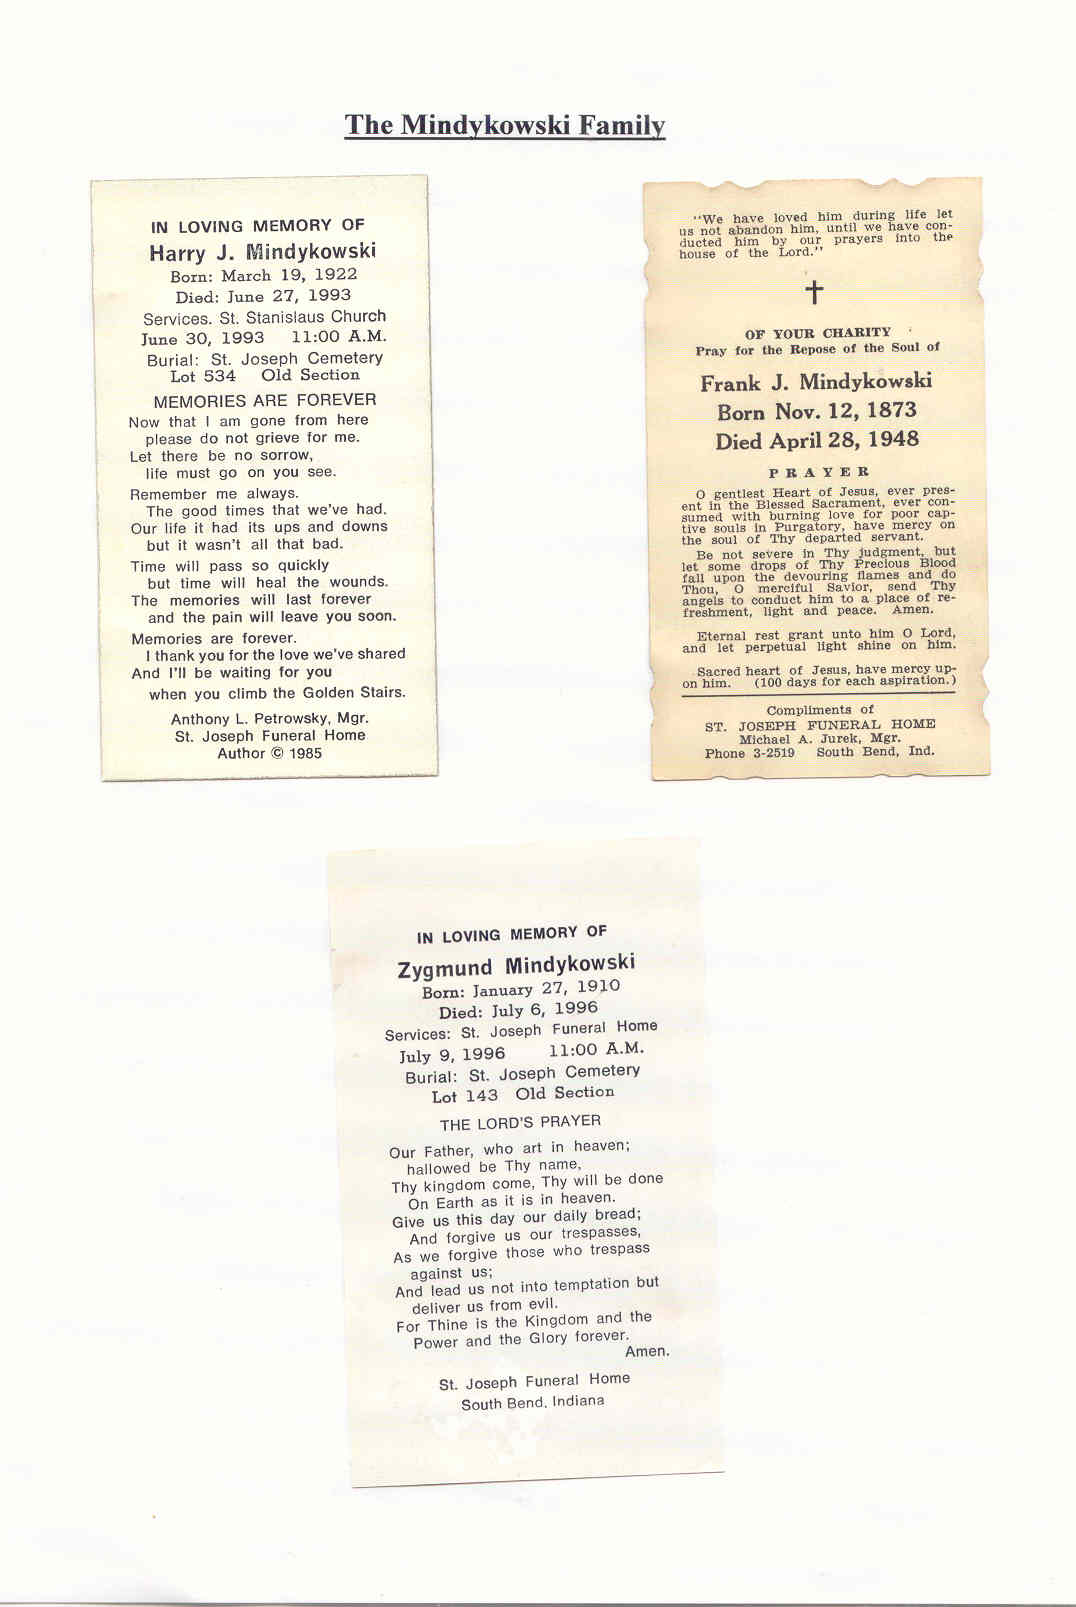 The Mindykowski Family
IN LOVING MEMORY OF
Harry J. Mindykowski
Born: March 19, 1922
Died: June 27, 1993
Services. St. Stanislaus Church
June 30, 1993 11:00 A.M.
Burial: St. Joseph Cemetery
Lot 534 Old Section
MEMORIES ARE FOREVER
Now that I am gone from here
please do not grieve for me.
Let there be no sorrow,
life must go on you see.
Remember me always.
The good times that we've had.
Our life it had its ups and downs
but it wasn't all that bad.
Time will pass so quickly
but time will heal the wounds.
The memories will last forever
and the pain will leave you soon.
Memories are forever.
I thank you for the love we've shared
And I'll be waiting for you
when you climb the Golden Stairs.
Anthony L. Petrowsky, Mgr.
St. Joseph Funeral Home
Author © 1985
"We have loved him during life let
us not abandon him, until we have con-
ducted him by our prayers into the
house of the Lord."
OF YOUR CHARITY
Pray for the Repose of the Soul of
Frank J. Mindykowski
Born Nov. 12, 1873
Died April 28, 1948
PRAYER
O gentlest Heart of Jesus, ever pres-
ent in the Blessed Sacrament, ever con-
sumed with burning love for poor cap-
tive souls in Purgatory, have mercy on
the soul of Thy departed servant.
Be not severe in Thy judgment, but
let some drops of Thy Precious Blood
fall upon the devouring flames and do
Thou, O merciful Savior, send Thy
angels to conduct him to a place of re-
freshment, light and peace. Amen.
Eternal rest grant unto him O Lord,
and let perpetual light shine on him.
Sacred heart of Jesus, have mercy up-
on him. (100 days for each aspiration.)
Compliments of
ST. JOSEPH FUNERAL HOME
Michael A. Jurek, Mgr.
Phone 3-2519 South Bend, Ind.
IN LOVING MEMORY OF
Zygmund Mindykowski
Born: January 27, 1910
Died: July 6, 1996
Services: St. Joseph Funeral Home
July 9, 1996 11:00 A.M.
Burial: St. Joseph Cemetery
Lot 143 Old Section
THE LORD'S PRAYER
Our Father, who art in heaven;
hallowed be Thy name,
Thy kingdom come, Thy will be done
On Earth as it is in heaven.
Give us this day our daily bread;
And forgive us our trespasses,
As we forgive those who trespass
against us;
And lead us not into temptation but
deliver us from evil.
For Thine is the Kingdom and the
Power and the Glory forever.
Amen.
St. Joseph Funeral Home
South Bend, Indiana